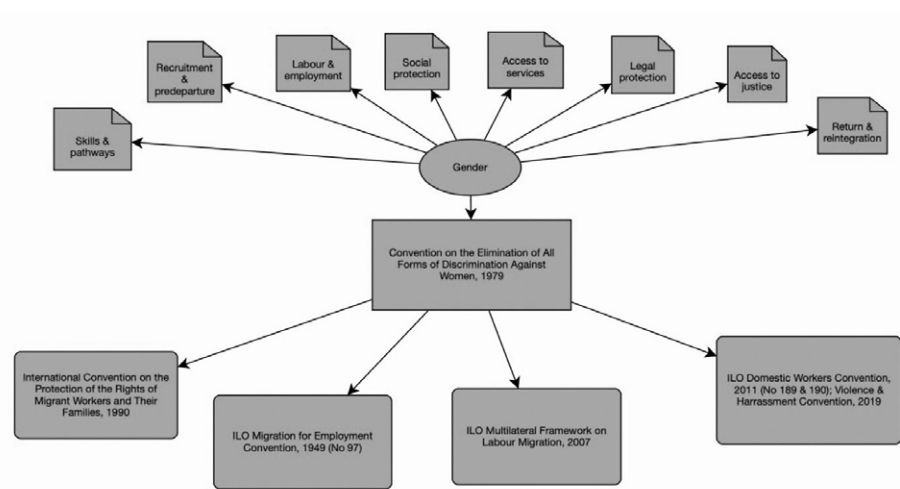 Recruitment
&
predeparture
Labour &
employment
Social
protection
Access to
services
Legal
protection
Access to
justice
Skills &
pathways
Return &
reintegration
Gender
Convention on the Elimination of All
Forms of Discrimination Against
Women, 1979
International Convention on the
Protection of the Rights of
Migrant Workers and Their
Families, 1990
ILO Migration for Employment
Convention, 1949 (No 97)
ILO Multilateral Framework on
Labour Migration, 2007
ILO Domestic Workers Convention,
2011 (No 189 & 190); Violence &
Harrassment Convention, 2019